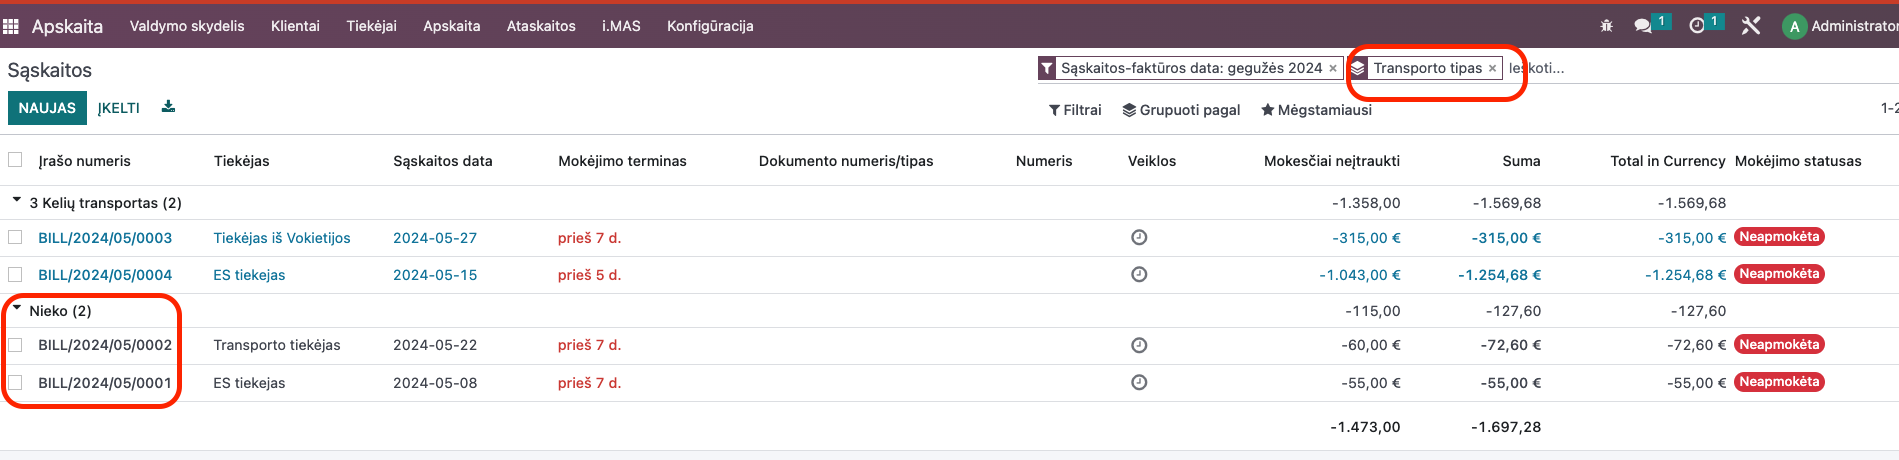 Apskaita Valdymo skydelis Klientai Tiekėjai Apskaita Ataskaitos i.MAS Konfigūracija 1 1 A Administrator
Sąskaitos Sąskaitos-faktūros data: gegužės 2024 × Transporto tipas × Ieškoti...
NAUJAS ĮKELTI Filtrai Grupuoti pagal Mėgstamiausi 1-2
Įrašo numeris Tiekėjas Sąskaitos data Mokėjimo terminas Dokumento numeris/tipas Numeris Veiklos Mokesčiai neįtraukti Suma Total in Currency Mokėjimo statusas
3 Kelių transportas (2) -1.358,00 -1.569,68 -1.569,68
BILL/2024/05/0003 Tiekėjas iš Vokietijos 2024-05-27 prieš 7 d. -315,00 € -315,00 € -315,00 € Neapmokėta
BILL/2024/05/0004 ES tiekejas 2024-05-15 prieš 5 d. -1.043,00 € -1.254,68 € -1.254,68 € Neapmokėta
Nieko (2) -115,00 -127,60 -127,60
BILL/2024/05/0002 Transporto tiekėjas 2024-05-22 prieš 7 d. -60,00 € -72,60 € -72,60 € Neapmokėta
BILL/2024/05/0001 ES tiekejas 2024-05-08 prieš 7 d. -55,00 € -55,00 € -55,00 € Neapmokėta
-1.473,00 -1.697,28